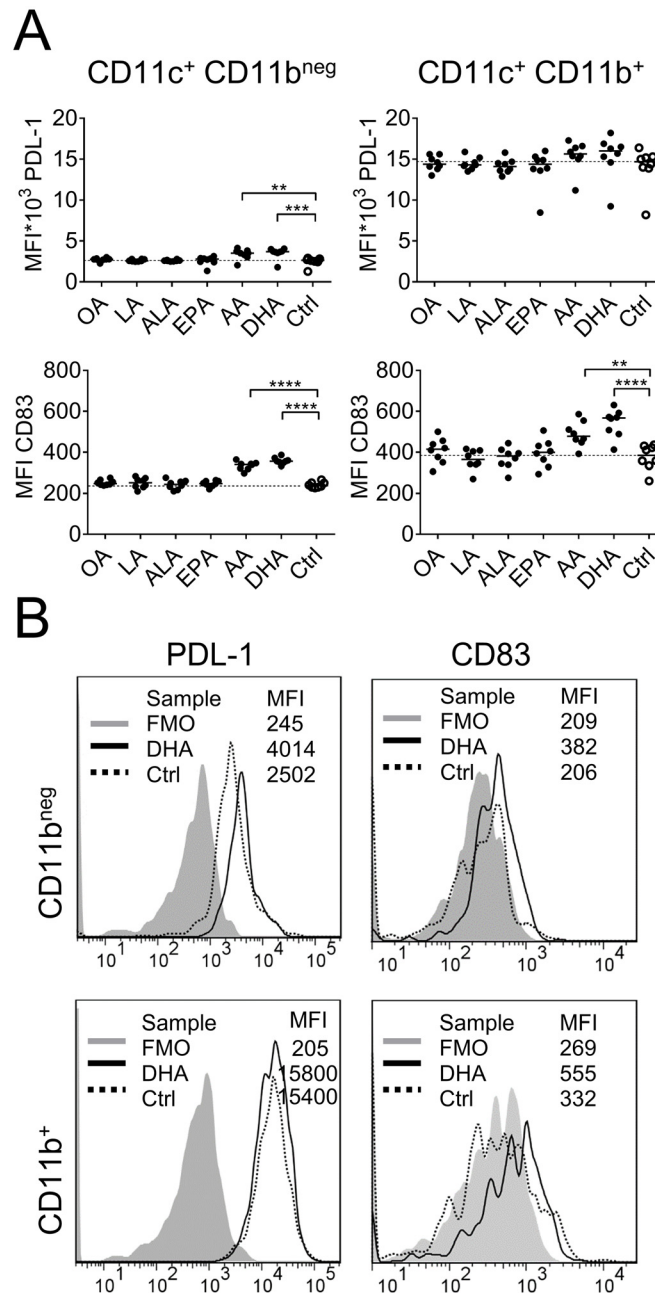 A
CD11c⁺ CD11bⁿᵉᵍ
CD11c⁺ CD11b⁺
MFI*10³ PDL-1
20
15
10
5
0
**
***
OA LA ALA EPA AA DHA Ctrl
MFI*10³ PDL-1
20
15
10
5
0
OA LA ALA EPA AA DHA Ctrl
MFI CD83
800
600
400
200
0
****
****
OA LA ALA EPA AA DHA Ctrl
MFI CD83
800
600
400
200
0
**
****
OA LA ALA EPA AA DHA Ctrl
B
PDL-1
CD83
CD11bⁿᵉᵍ
Sample MFI
FMO 245
DHA 4014
Ctrl 2502
10¹ 10² 10³ 10⁴ 10⁵
Sample MFI
FMO 209
DHA 382
Ctrl 206
10¹ 10² 10³ 10⁴
CD11b⁺
Sample MFI
FMO 205
DHA 15800
Ctrl 15400
10¹ 10² 10³ 10⁴ 10⁵
Sample MFI
FMO 269
DHA 555
Ctrl 332
10¹ 10² 10³ 10⁴